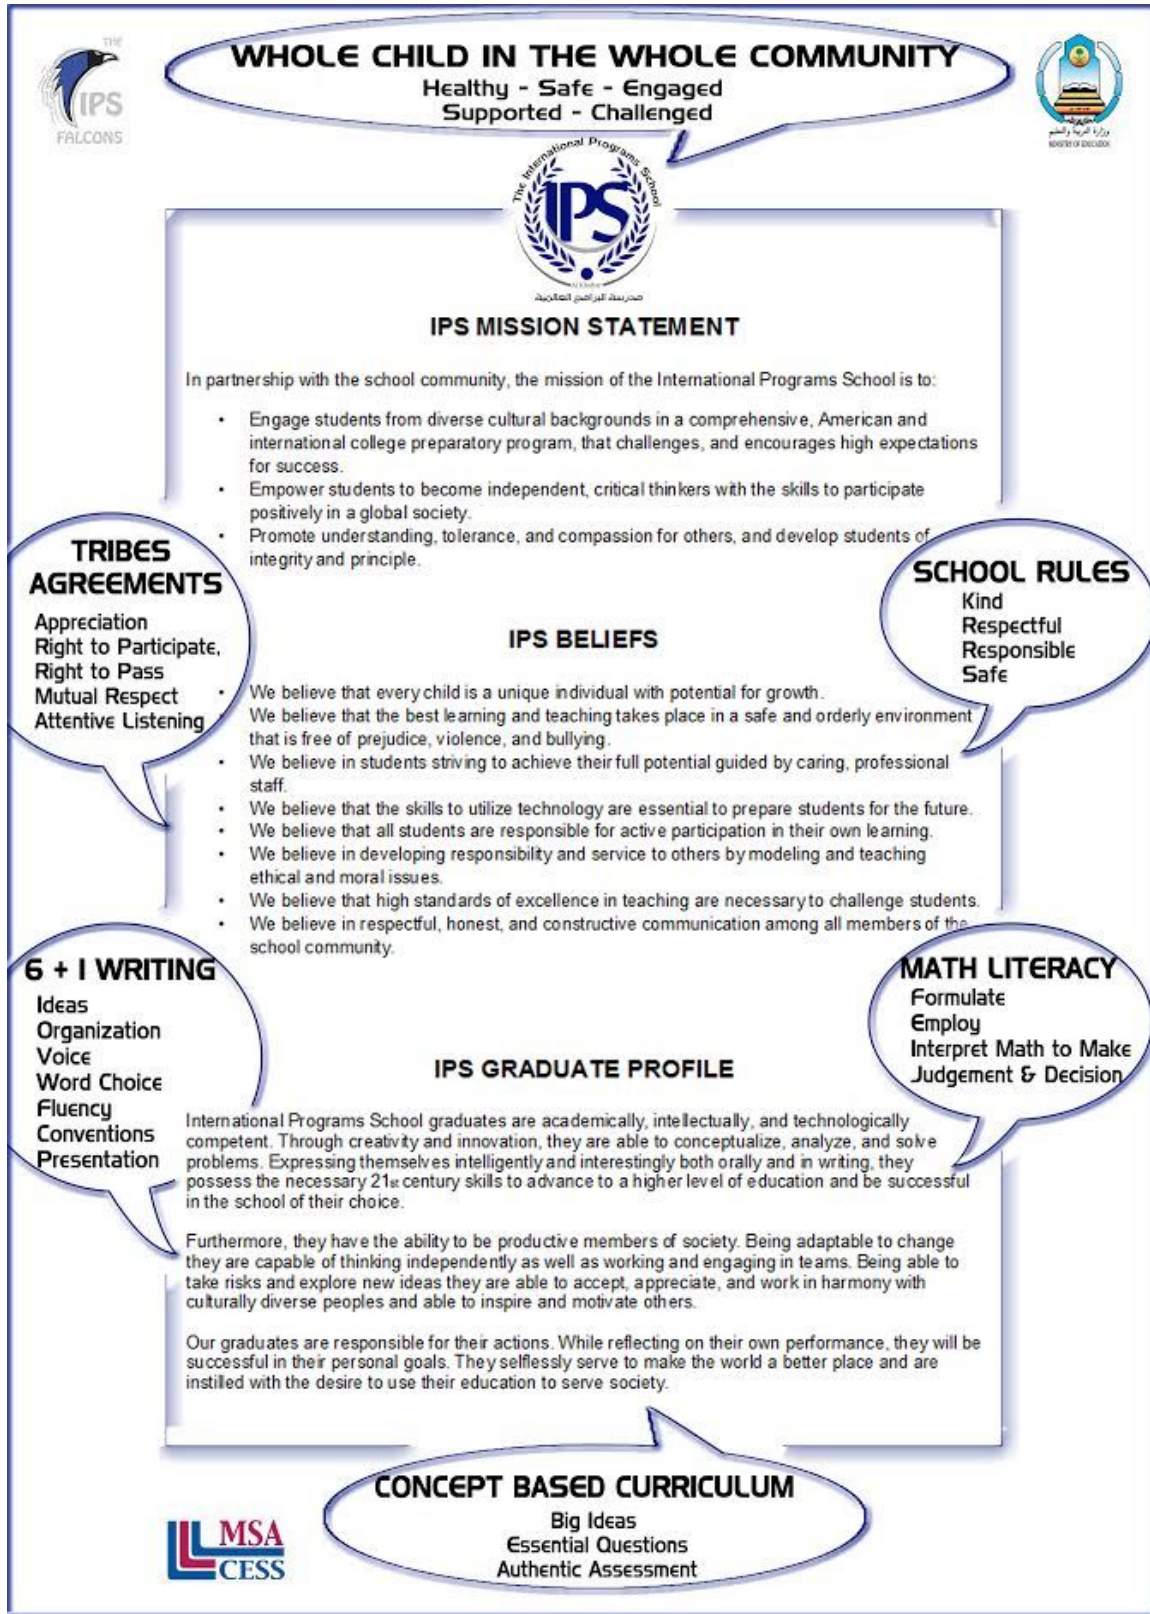 THE
IPS
FALCONS
WHOLE CHILD IN THE WHOLE COMMUNITY
Healthy - Safe - Engaged
Supported - Challenged
وزارة التربية والتعليم
MINISTRY OF EDUCATION
The International Programs School
IPS
Al Khobar
مدرسة البرامج العالمية
IPS MISSION STATEMENT
In partnership with the school community, the mission of the International Programs School is to:
• Engage students from diverse cultural backgrounds in a comprehensive, American and
international college preparatory program, that challenges, and encourages high expectations
for success.
• Empower students to become independent, critical thinkers with the skills to participate
positively in a global society.
• Promote understanding, tolerance, and compassion for others, and develop students of
integrity and principle.
TRIBES
AGREEMENTS
Appreciation
Right to Participate,
Right to Pass
Mutual Respect
Attentive Listening
SCHOOL RULES
Kind
Respectful
Responsible
Safe
IPS BELIEFS
• We believe that every child is a unique individual with potential for growth.
• We believe that the best learning and teaching takes place in a safe and orderly environment
that is free of prejudice, violence, and bullying.
• We believe in students striving to achieve their full potential guided by caring, professional
staff.
• We believe that the skills to utilize technology are essential to prepare students for the future.
• We believe that all students are responsible for active participation in their own learning.
• We believe in developing responsibility and service to others by modeling and teaching
ethical and moral issues.
• We believe that high standards of excellence in teaching are necessary to challenge students.
• We believe in respectful, honest, and constructive communication among all members of the
school community.
6 + 1 WRITING
Ideas
Organization
Voice
Word Choice
Fluency
Conventions
Presentation
MATH LITERACY
Formulate
Employ
Interpret Math to Make
Judgement & Decision
IPS GRADUATE PROFILE
International Programs School graduates are academically, intellectually, and technologically
competent. Through creativity and innovation, they are able to conceptualize, analyze, and solve
problems. Expressing themselves intelligently and interestingly both orally and in writing, they
possess the necessary 21st century skills to advance to a higher level of education and be successful
in the school of their choice.
Furthermore, they have the ability to be productive members of society. Being adaptable to change
they are capable of thinking independently as well as working and engaging in teams. Being able to
take risks and explore new ideas they are able to accept, appreciate, and work in harmony with
culturally diverse peoples and able to inspire and motivate others.
Our graduates are responsible for their actions. While reflecting on their own performance, they will be
successful in their personal goals. They selflessly serve to make the world a better place and are
instilled with the desire to use their education to serve society.
CONCEPT BASED CURRICULUM
Big Ideas
Essential Questions
Authentic Assessment
MSA
CESS